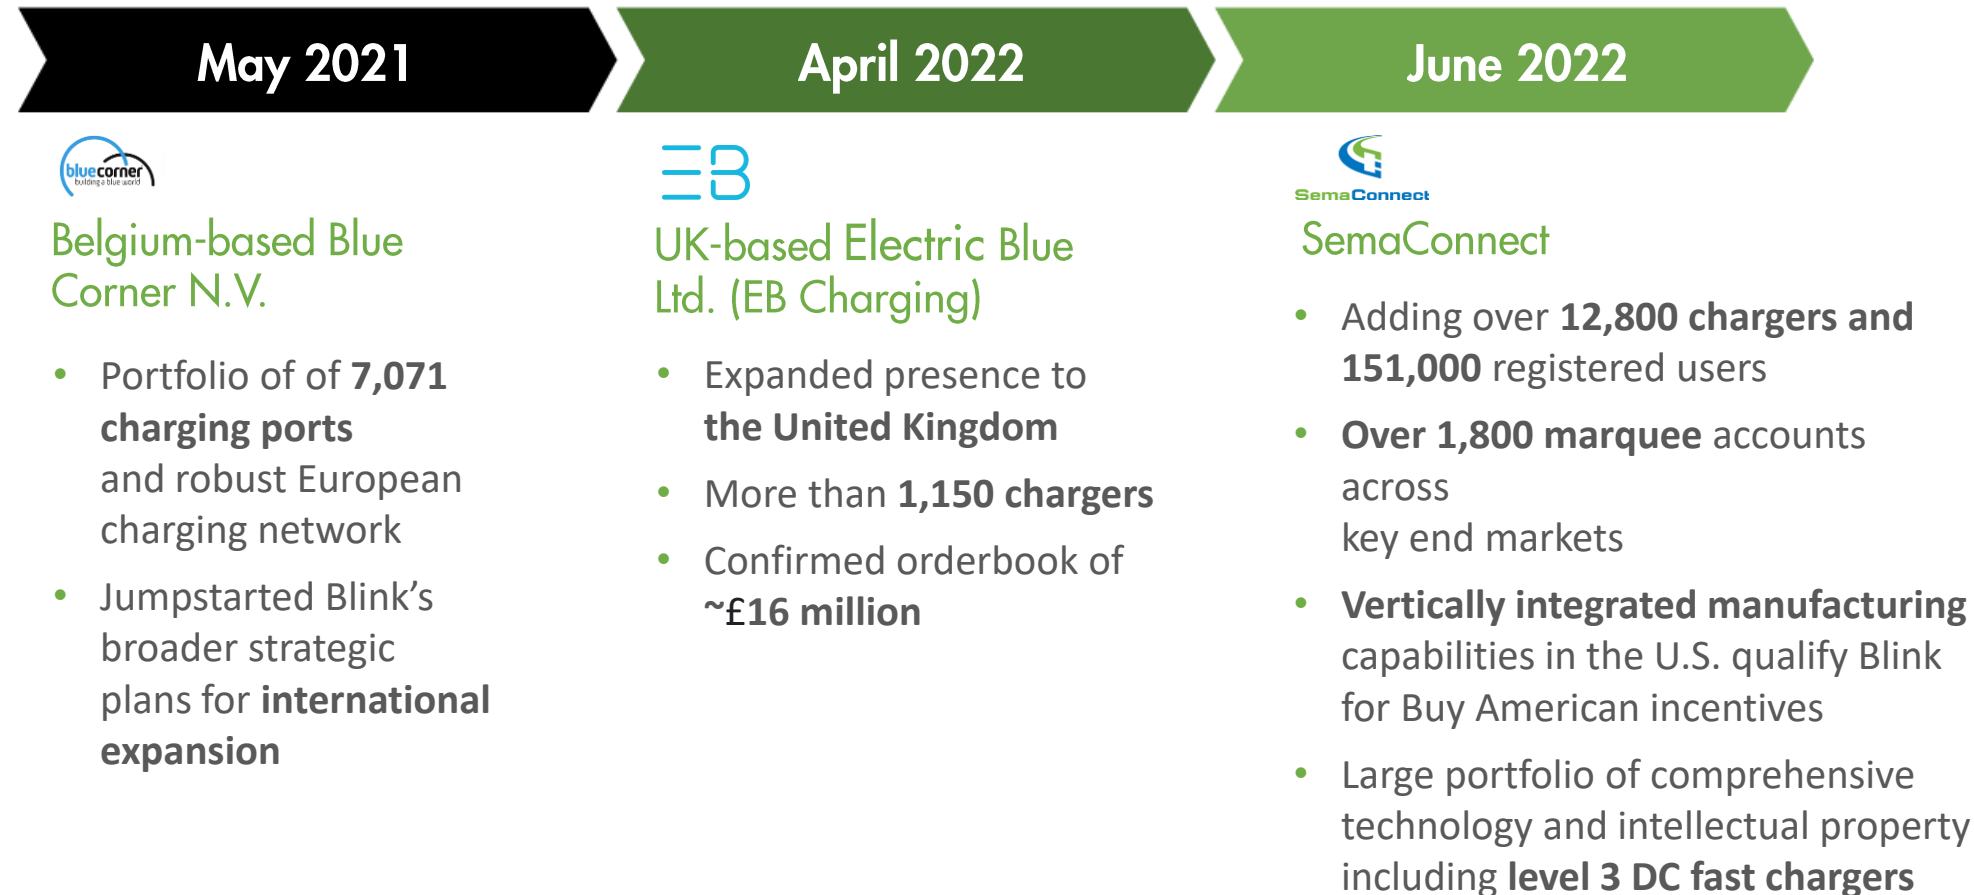 May 2021
April 2022
June 2022
bluecorner
building a blue world
Belgium-based Blue
Corner N.V.
• Portfolio of of 7,071
charging ports
and robust European
charging network
• Jumpstarted Blink’s
broader strategic
plans for international
expansion
EB
UK-based Electric Blue
Ltd. (EB Charging)
• Expanded presence to
the United Kingdom
• More than 1,150 chargers
• Confirmed orderbook of
~£16 million
SemaConnect
SemaConnect
• Adding over 12,800 chargers and
151,000 registered users
• Over 1,800 marquee accounts
across
key end markets
• Vertically integrated manufacturing
capabilities in the U.S. qualify Blink
for Buy American incentives
• Large portfolio of comprehensive
technology and intellectual property
including level 3 DC fast chargers